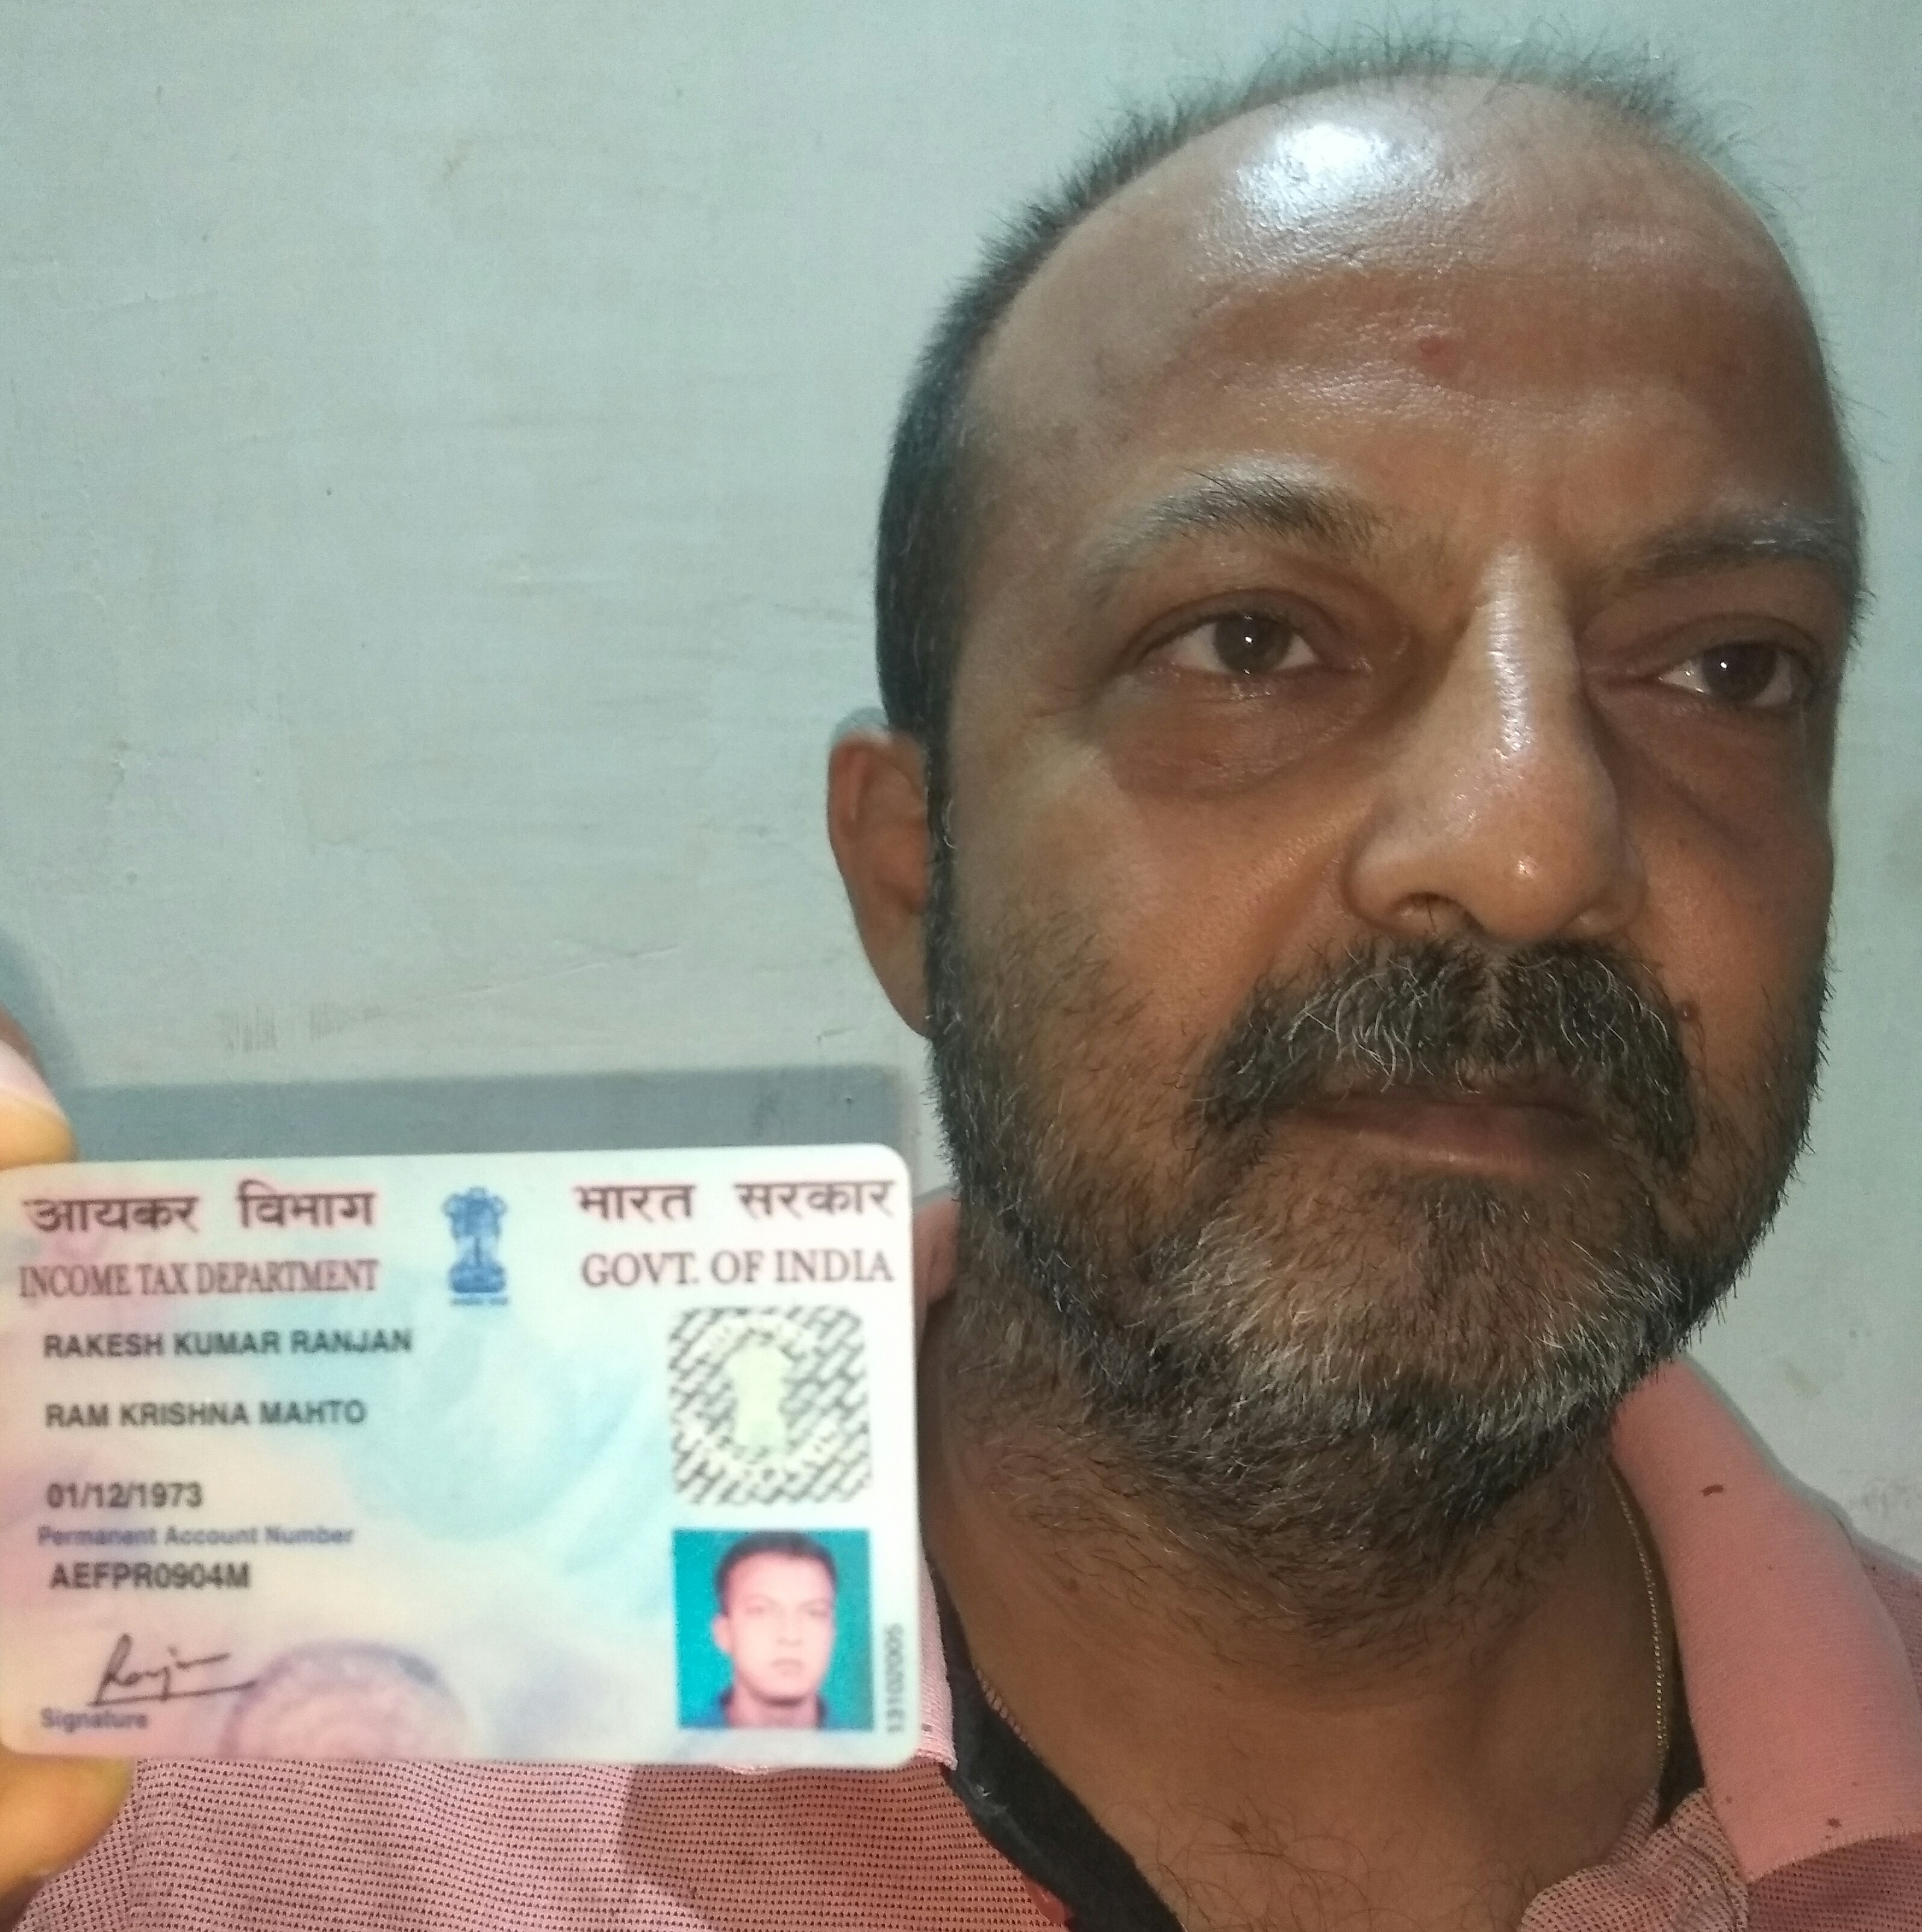 आयकर विभाग
INCOME TAX DEPARTMENT
भारत सरकार
GOVT. OF INDIA
RAKESH KUMAR RANJAN
RAM KRISHNA MAHTO
01/12/1973
Permanent Account Number
AEFPR0904M
Signature
13102005